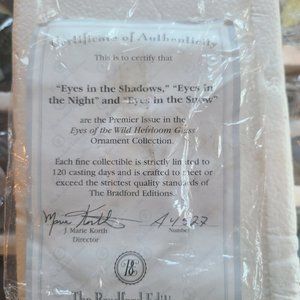 Certificate of Authenticity
This is to certify that
"Eyes in the Shadows," "Eyes in
the Night" and "Eyes in the Snow"
are the Premier Issue in the
Eyes of the Wild Heirloom Glass
Ornament Collection.
Each fine collectible is strictly limited to
120 casting days and is crafted to meet or
exceed the strictest quality standards of
The Bradford Editions.
J. Marie Korth
Director
Number
The Bradford Editi